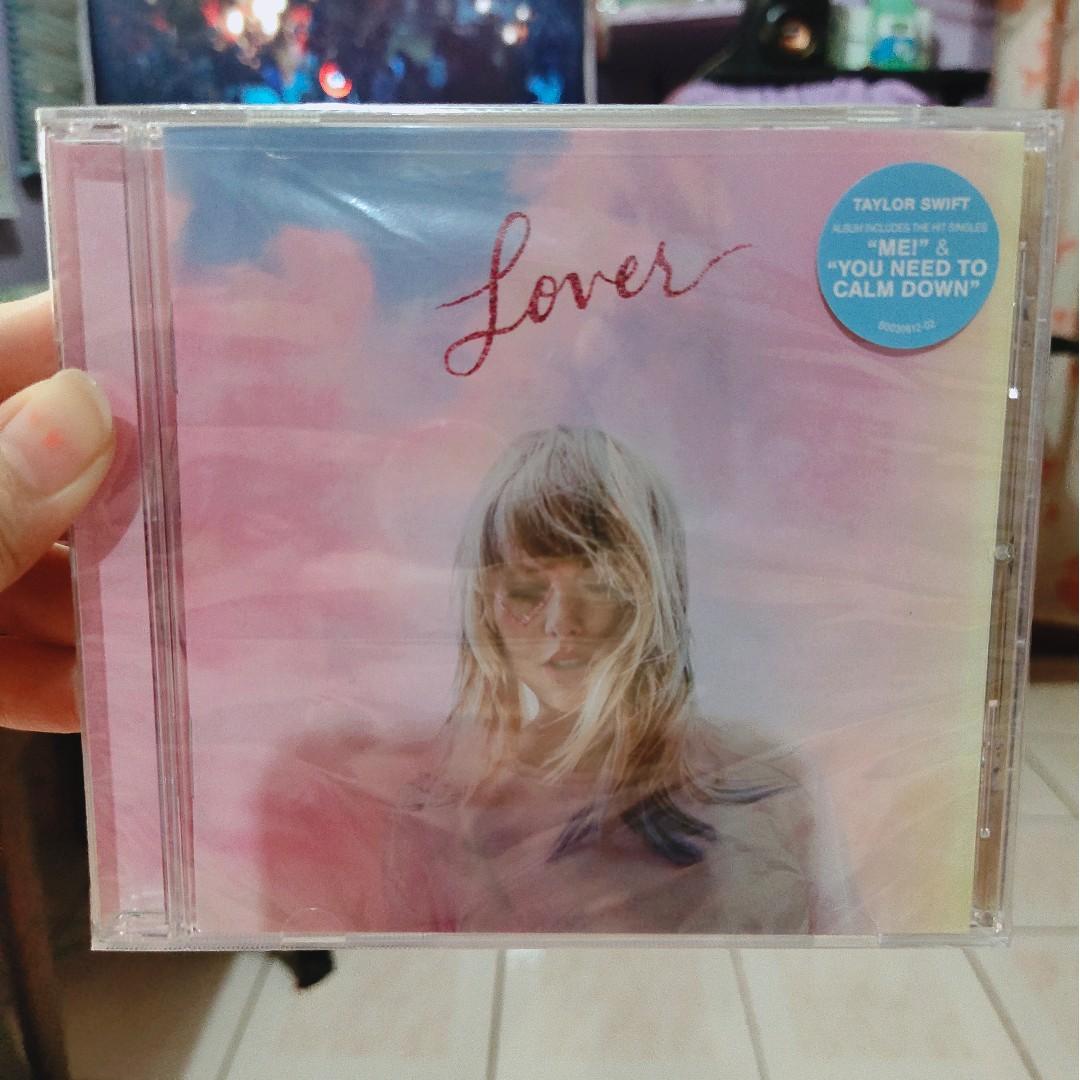 Lover
TAYLOR SWIFT
ALBUM INCLUDES THE HIT SINGLES
“ME!” &
“YOU NEED TO
CALM DOWN”